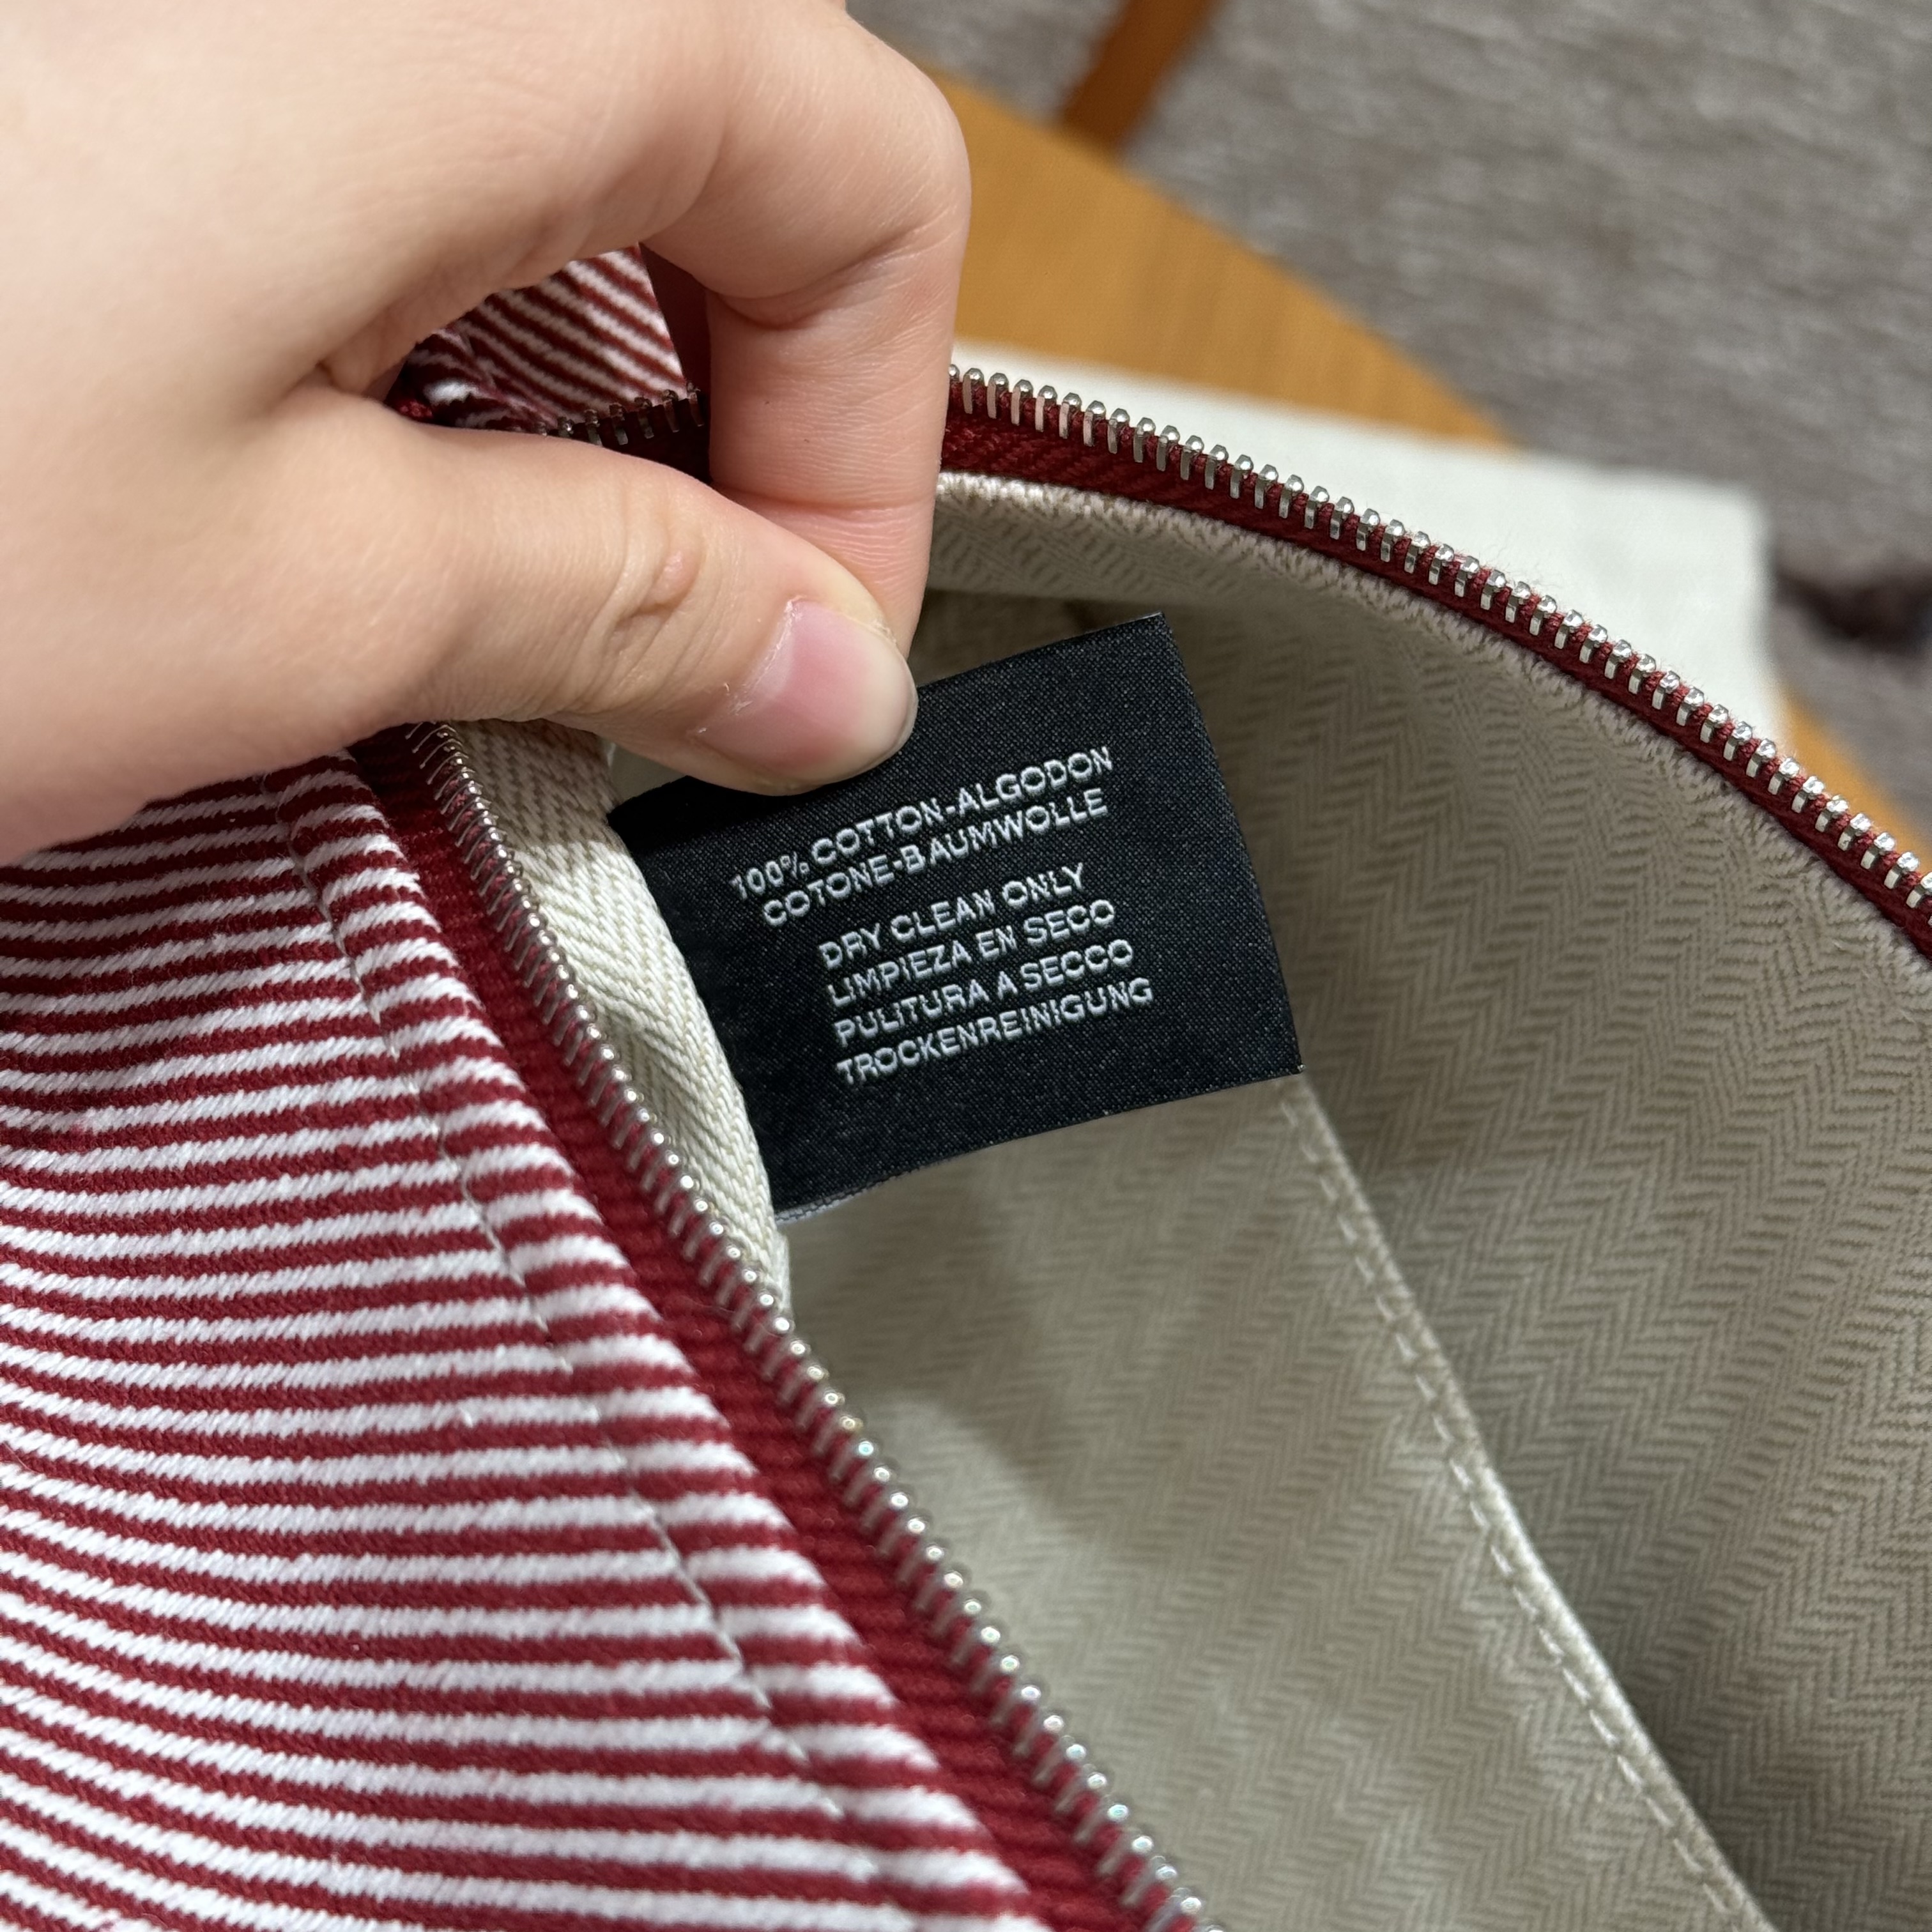 100% COTTON-ALGODON
COTONE-BAUMWOLLE
DRY CLEAN ONLY
LIMPIEZA EN SECO
PULITURA A SECCO
TROCKENREINIGUNG